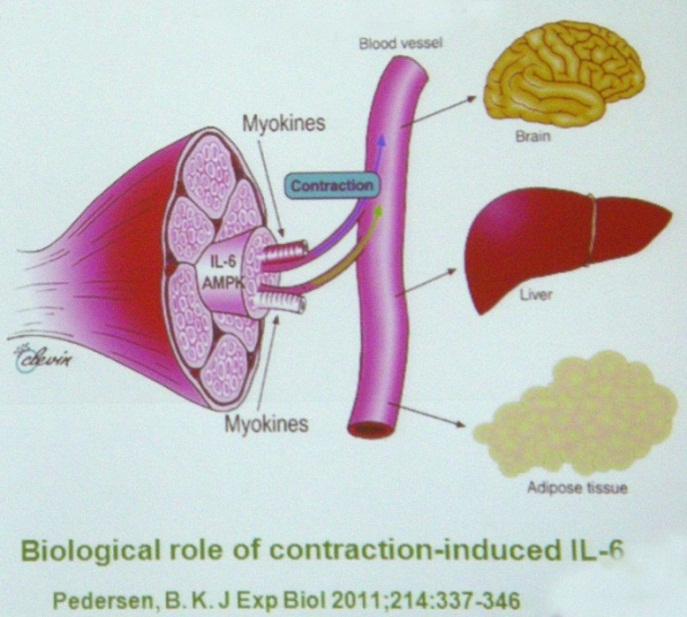 Blood vessel
Myokines
Brain
Contraction
IL-6
AMPK
Liver
clevin
Myokines
Adipose tissue
Biological role of contraction-induced IL-6
Pedersen, B. K. J Exp Biol 2011;214:337-346